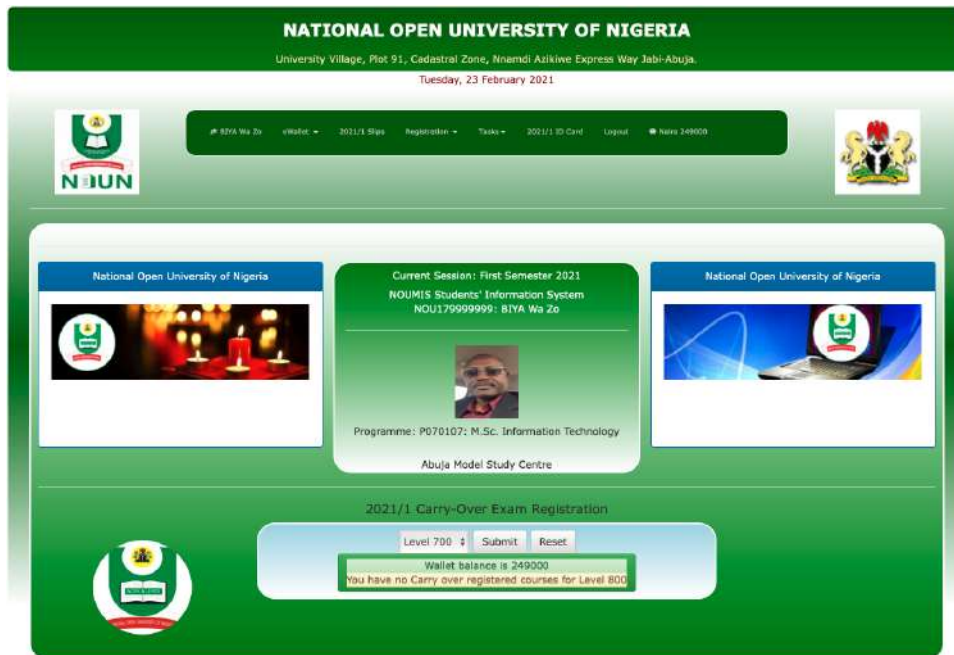 NATIONAL OPEN UNIVERSITY OF NIGERIA
University Village, Plot 91, Cadastral Zone, Nnamdi Azikiwe Express Way Jabi-Abuja.
Tuesday, 23 February 2021
BIYA Wa Zo eWallet 2021/1 Slips Registration Tasks 2021/1 ID Card Logout Naira 249000
NOUN
National Open University of Nigeria
Current Session: First Semester 2021
NOUMIS Students' Information System
NOU179999999: BIYA Wa Zo
Programme: P070107: M.Sc. Information Technology
Abuja Model Study Centre
National Open University of Nigeria
2021/1 Carry-Over Exam Registration
Level 700 Submit Reset
Wallet balance is 249000
You have no Carry over registered courses for Level 800